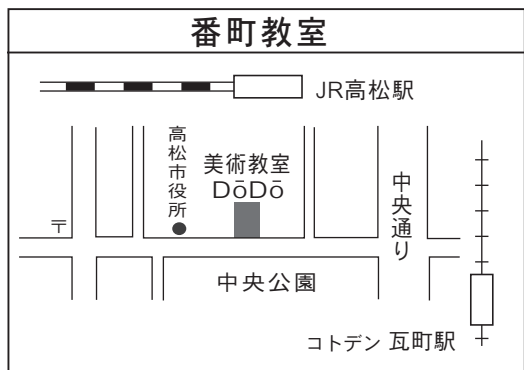 番町教室
JR高松駅
高松市役所
美術教室
DōDō
中央通り
〒
中央公園
コトデン 瓦町駅